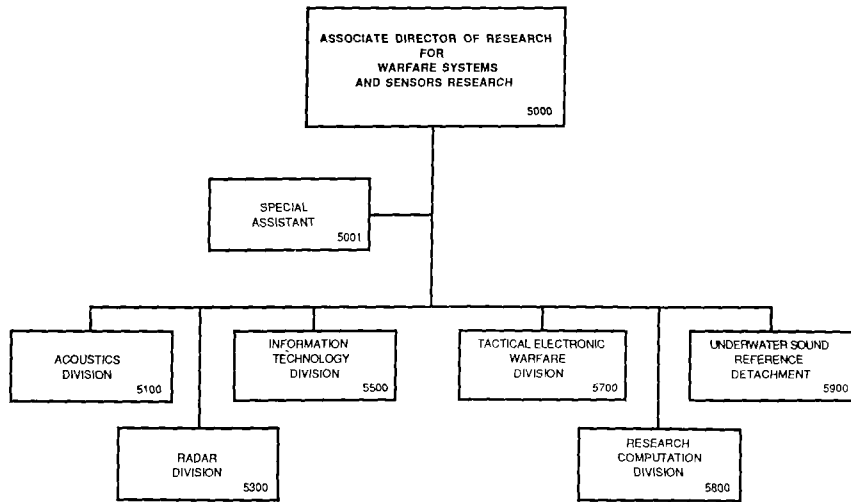 ASSOCIATE DIRECTOR OF RESEARCH
FOR
WARFARE SYSTEMS
AND SENSORS RESEARCH
5000
SPECIAL
ASSISTANT
5001
ACOUSTICS
DIVISION
5100
INFORMATION
TECHNOLOGY
DIVISION
5500
TACTICAL ELECTRONIC
WARFARE
DIVISION
5700
UNDERWATER SOUND
REFERENCE
DETACHMENT
5900
RADAR
DIVISION
5300
RESEARCH
COMPUTATION
DIVISION
5800